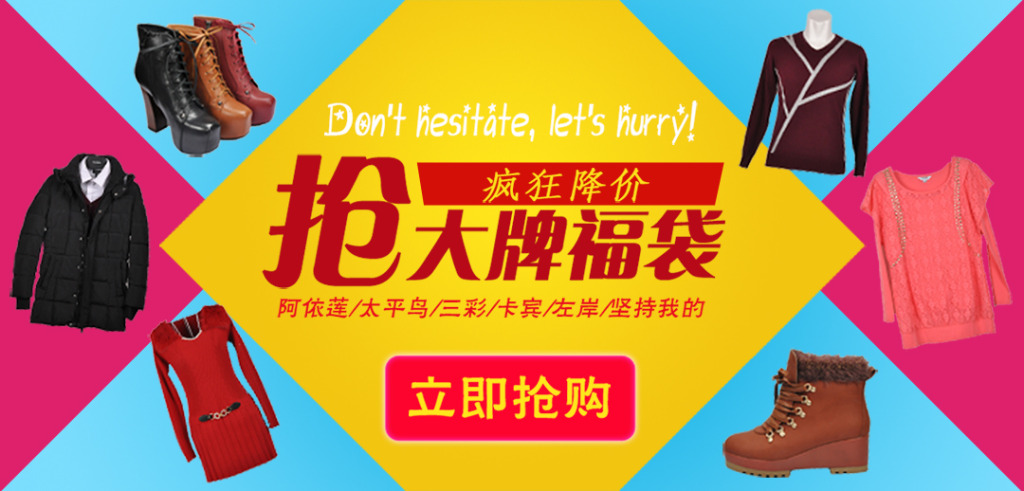 Don't hesitate, let's hurry!
抢 疯狂降价
大牌福袋
阿依莲/太平鸟/三彩/卡宾/左岸/坚持我的
立即抢购